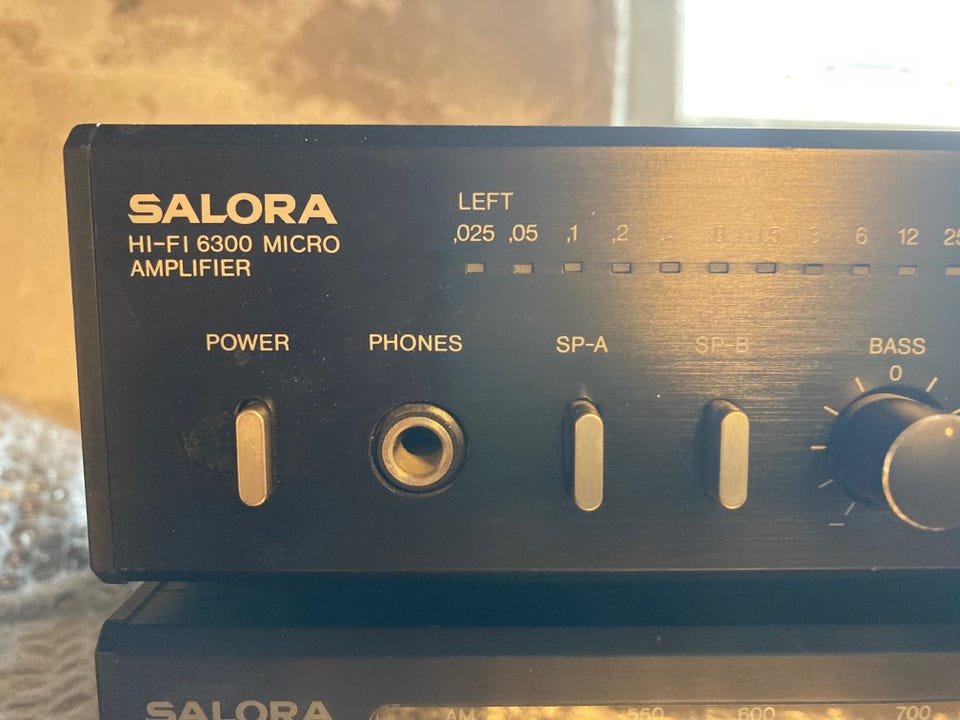 SALORA
HI-FI 6300 MICRO
AMPLIFIER
LEFT
,025 ,05 ,1 ,2 6 12 25
POWER PHONES SP-A SP-B BASS
0
SALORA
AM 550 600 700